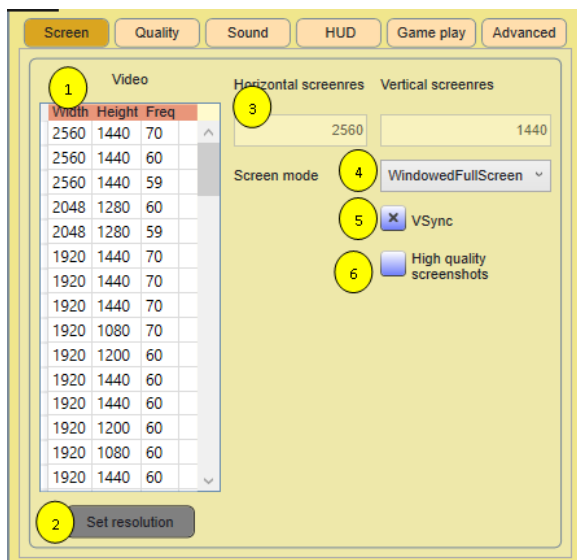 Screen Quality Sound HUD Game play Advanced
1 Video
Width Height Freq
2560 1440 70
2560 1440 60
2560 1440 59
2048 1280 60
2048 1280 59
1920 1440 70
1920 1440 70
1920 1440 70
1920 1080 70
1920 1200 60
1920 1440 60
1920 1440 60
1920 1200 60
1920 1080 60
1920 1440 60
2 Set resolution
Horizontal screenres Vertical screenres
3 2560 1440
Screen mode 4 WindowedFullScreen
5 VSync
6 High quality
screenshots